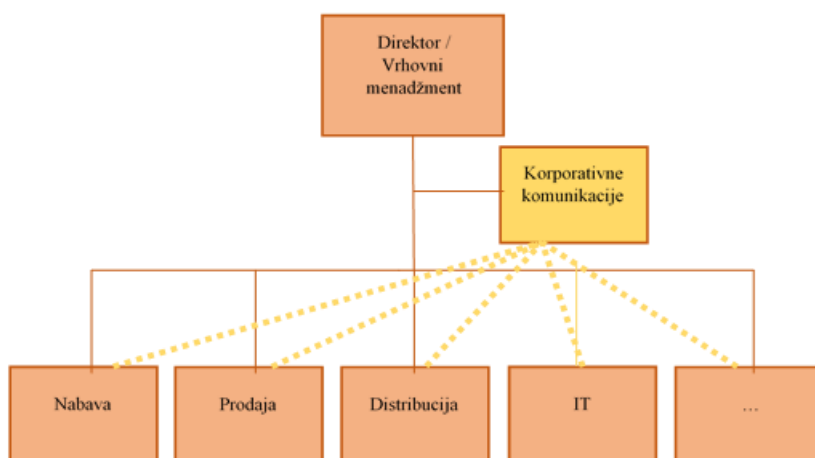 Direktor /
Vrhovni
menadžment
Korporativne
komunikacije
Nabava
Prodaja
Distribucija
IT
...